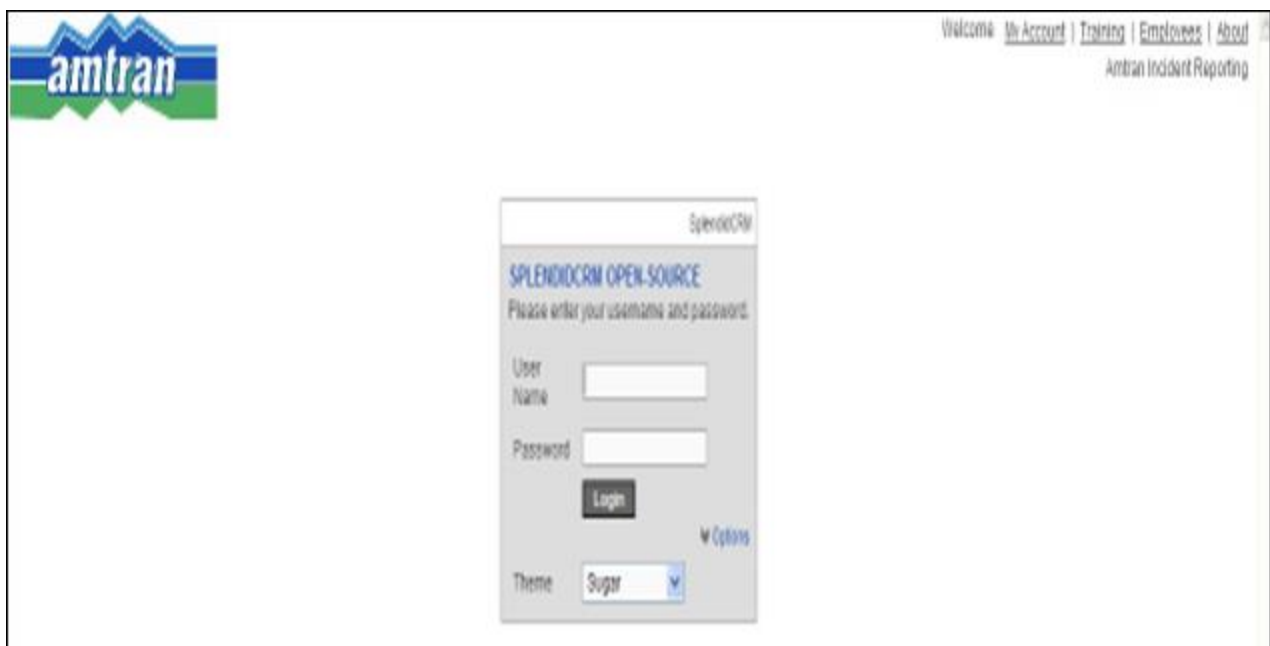 amtran
Welcome My Account | Training | Employees | About
Amtran Incident Reporting
SplendidCRM
SPLENDIDCRM OPEN-SOURCE
Please enter your username and password.
User
Name
Password
Login
Options
Theme Sugar